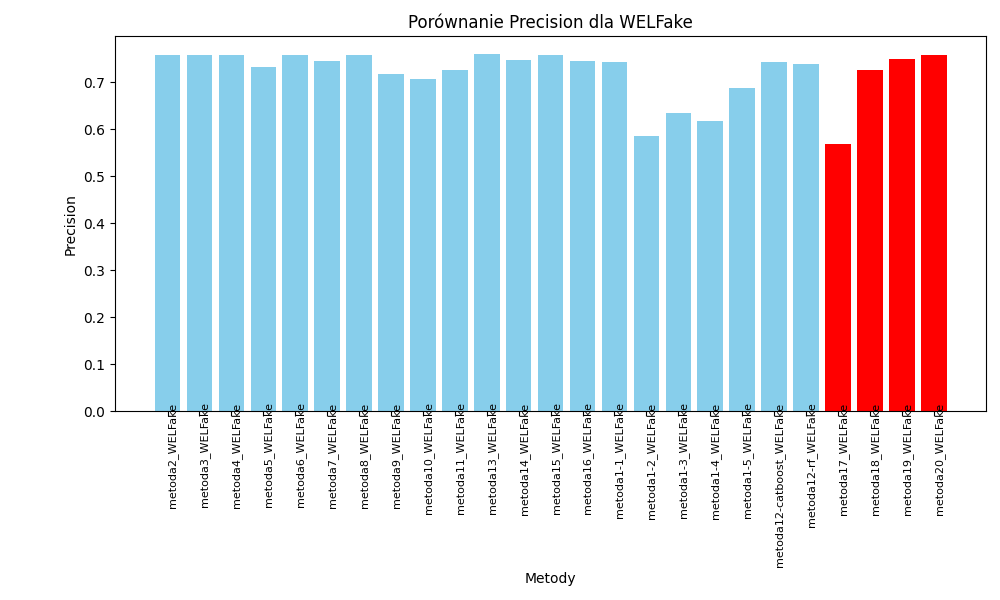 Porównanie Precision dla WELFake
Precision
0.7
0.6
0.5
0.4
0.3
0.2
0.1
0.0
metoda2_WELFake
metoda3_WELFake
metoda4_WELFake
metoda5_WELFake
metoda6_WELFake
metoda7_WELFake
metoda8_WELFake
metoda9_WELFake
metoda10_WELFake
metoda11_WELFake
metoda13_WELFake
metoda14_WELFake
metoda15_WELFake
metoda16_WELFake
metoda1-1_WELFake
metoda1-2_WELFake
metoda1-3_WELFake
metoda1-4_WELFake
metoda1-5_WELFake
metoda12-catboost_WELFake
metoda12-rf_WELFake
metoda17_WELFake
metoda18_WELFake
metoda19_WELFake
metoda20_WELFake
Metody